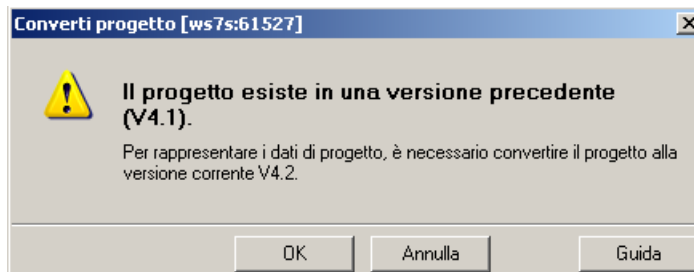 Converti progetto [ws7s:61527]
Il progetto esiste in una versione precedente
(V4.1).
Per rappresentare i dati di progetto, è necessario convertire il progetto alla
versione corrente V4.2.
OK Annulla Guida